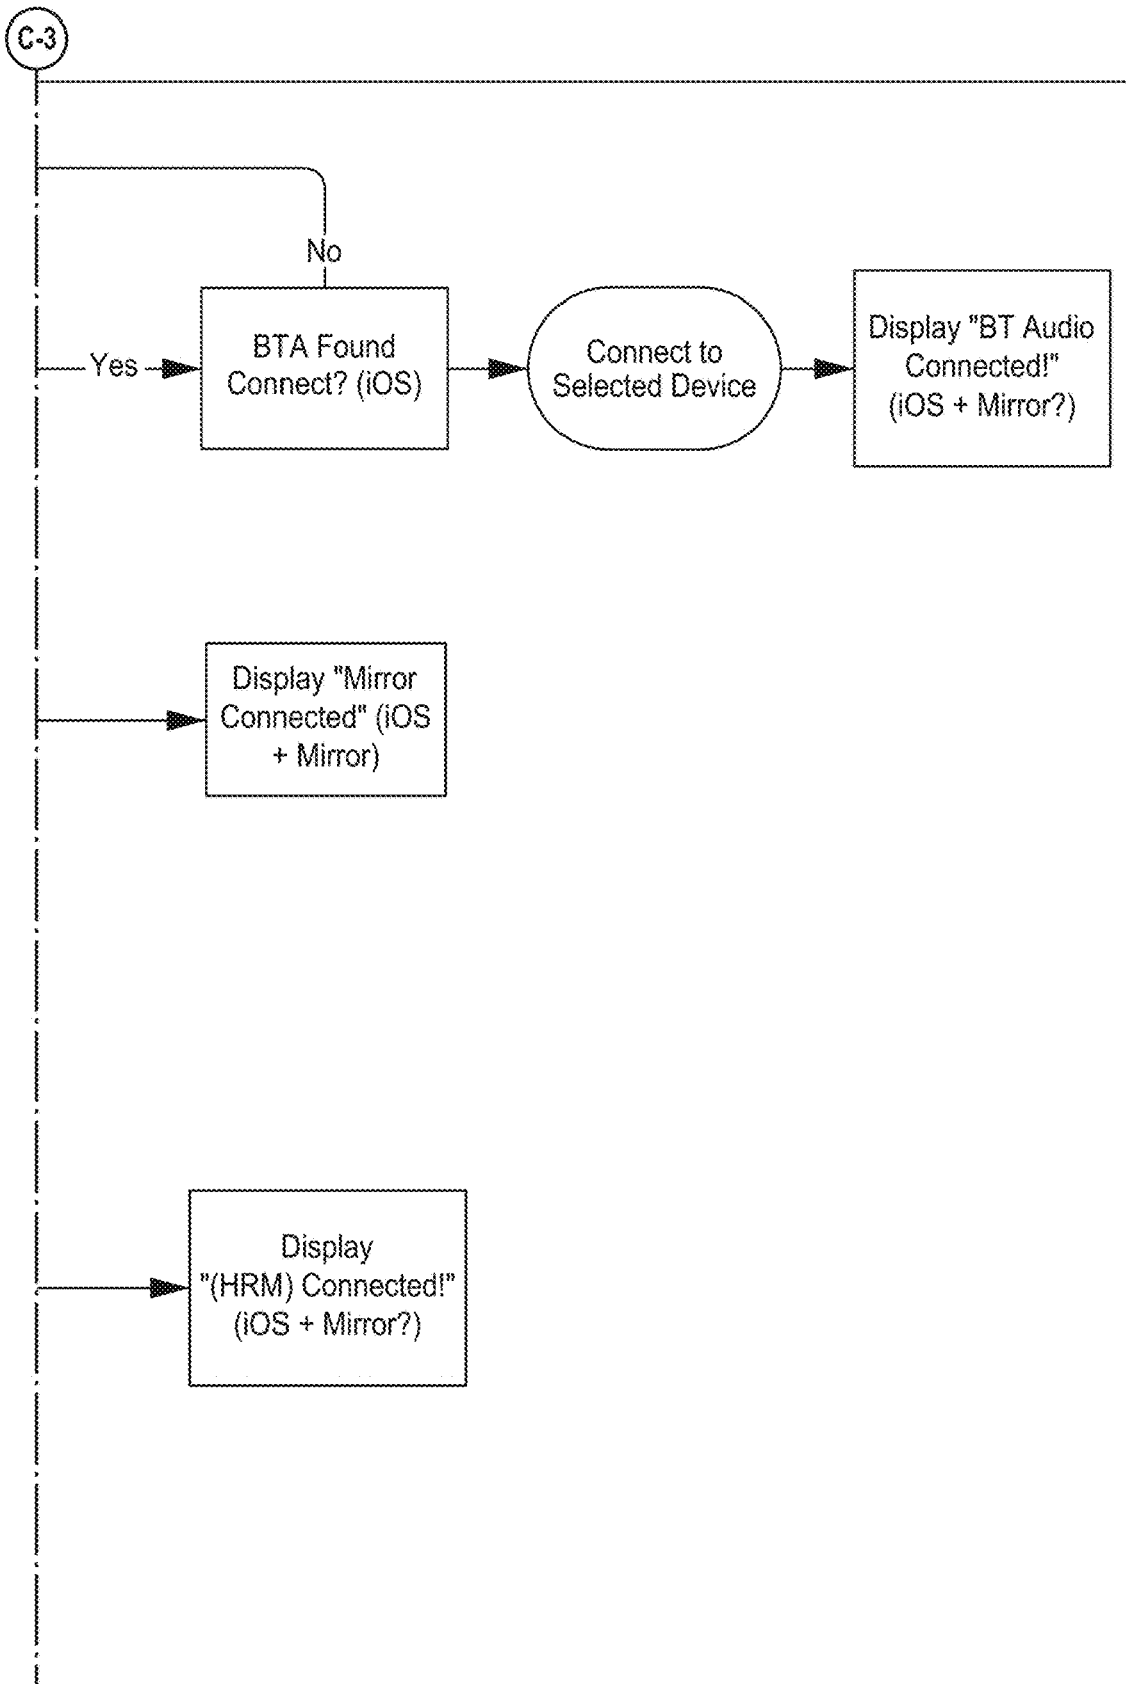 C-3
No
Yes
BTA Found
Connect? (iOS)
Connect to
Selected Device
Display "BT Audio
Connected!"
(iOS + Mirror?)
Display "Mirror
Connected" (iOS
+ Mirror)
Display
"(HRM) Connected!"
(iOS + Mirror?)